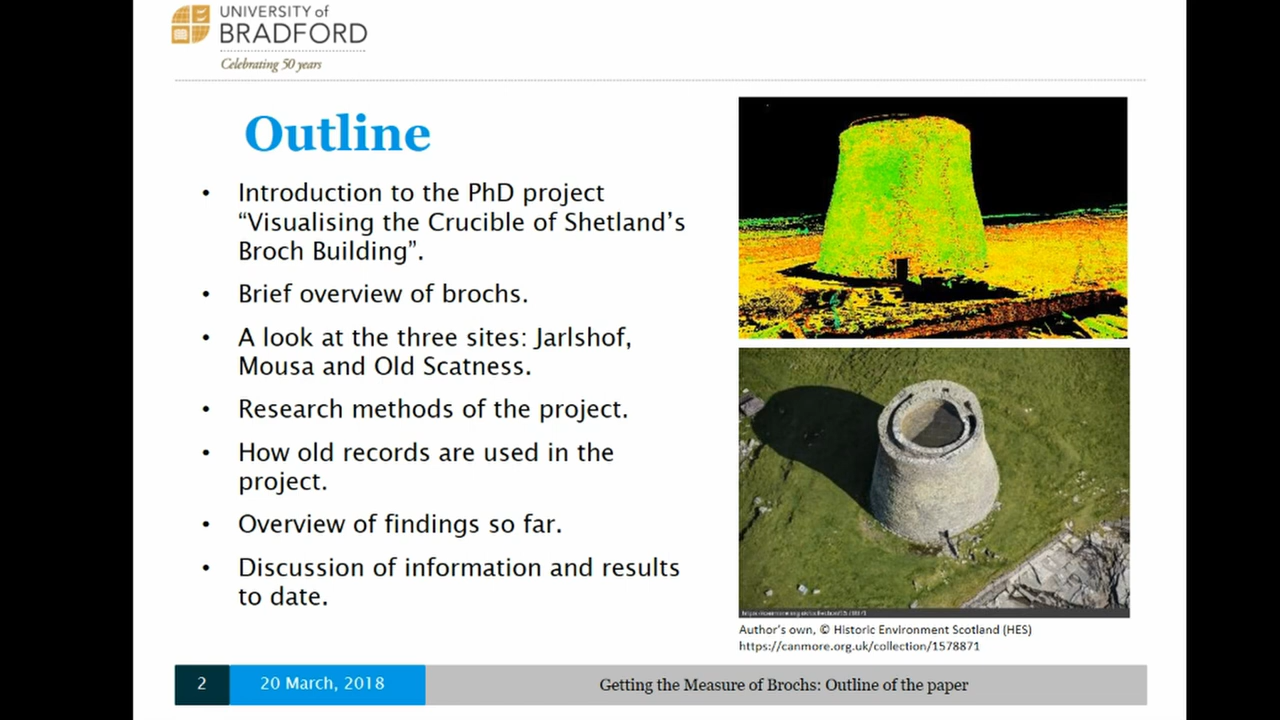 UNIVERSITY of
BRADFORD
Celebrating 50 years
Outline
• Introduction to the PhD project
“Visualising the Crucible of Shetland’s
Broch Building”.
• Brief overview of brochs.
• A look at the three sites: Jarlshof,
Mousa and Old Scatness.
• Research methods of the project.
• How old records are used in the
project.
• Overview of findings so far.
• Discussion of information and results
to date.
Author’s own, © Historic Environment Scotland (HES)
https://canmore.org.uk/collection/1578871
2
20 March, 2018
Getting the Measure of Brochs: Outline of the paper